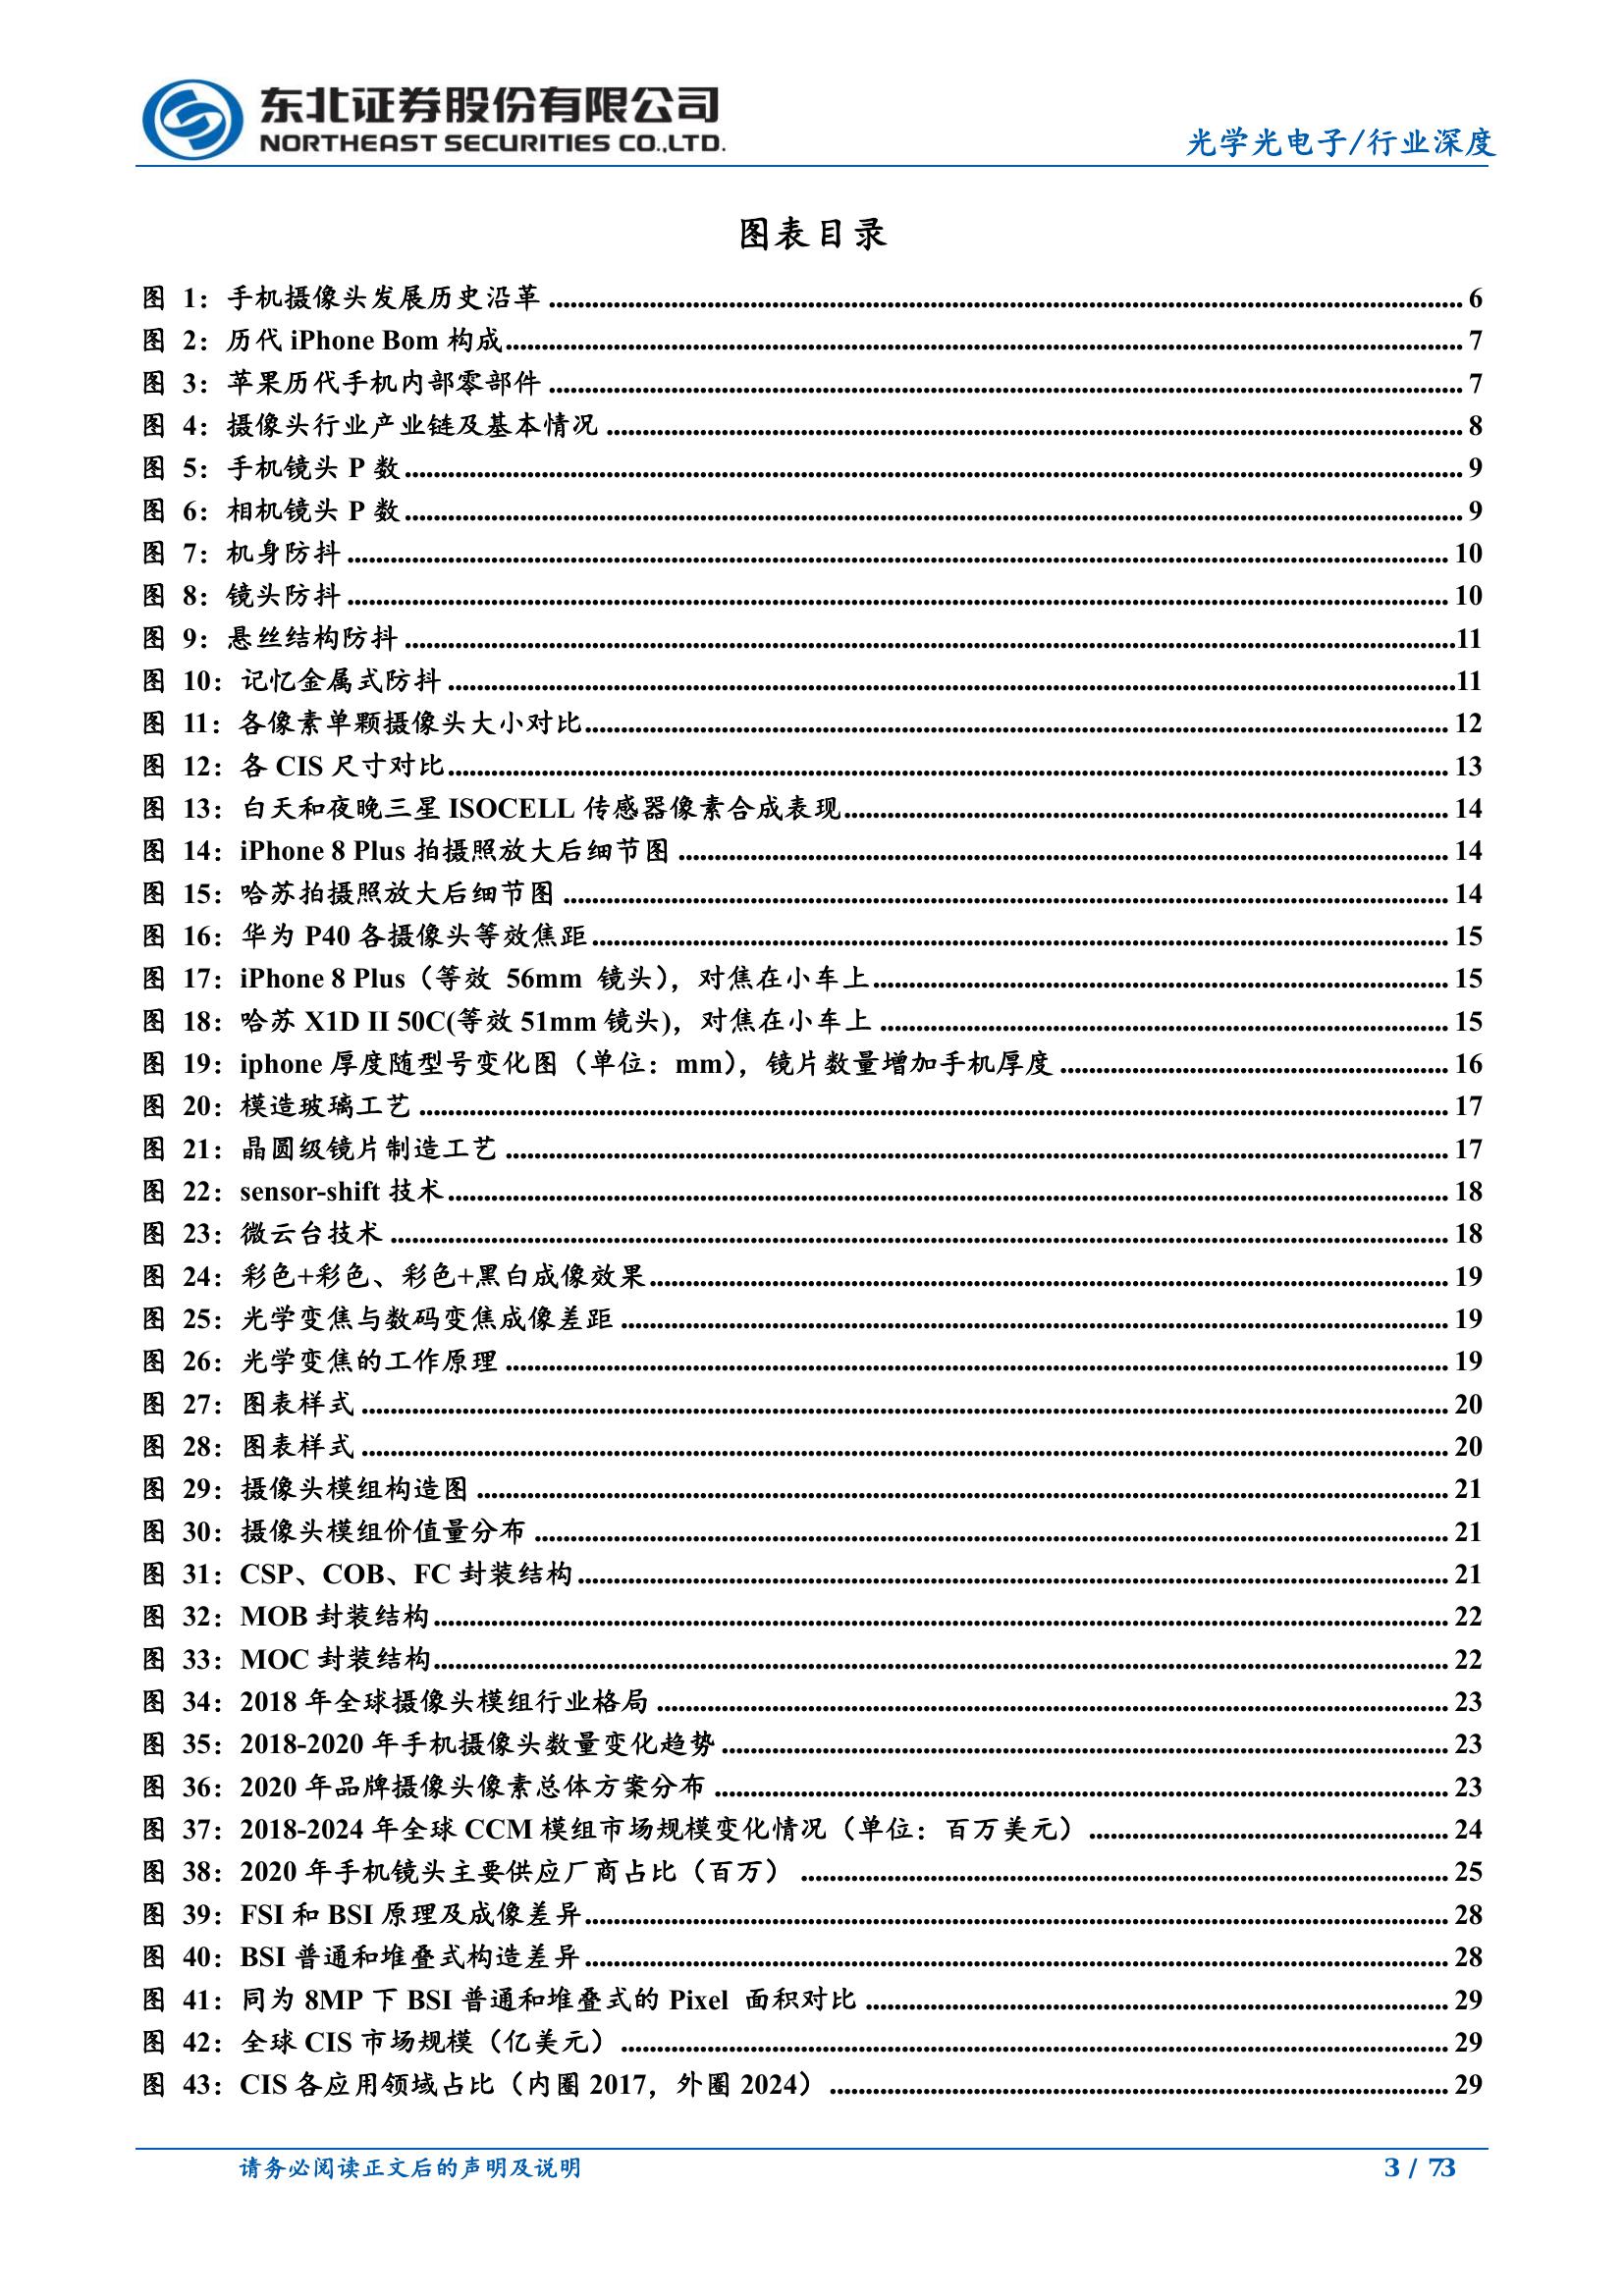 东北证券股份有限公司
NORTHEAST SECURITIES CO.,LTD.
光学光电子/行业深度
图表目录
图 1：手机摄像头发展历史沿革 6
图 2：历代 iPhone Bom 构成 7
图 3：苹果历代手机内部零部件 7
图 4：摄像头行业产业链及基本情况 8
图 5：手机镜头 P 数 9
图 6：相机镜头 P 数 9
图 7：机身防抖 10
图 8：镜头防抖 10
图 9：悬丝结构防抖 11
图 10：记忆金属式防抖 11
图 11：各像素单颗摄像头大小对比 12
图 12：各 CIS 尺寸对比 13
图 13：白天和夜晚三星 ISOCELL 传感器像素合成表现 14
图 14：iPhone 8 Plus 拍摄照放大后细节图 14
图 15：哈苏拍摄照放大后细节图 14
图 16：华为 P40 各摄像头等效焦距 15
图 17：iPhone 8 Plus（等效 56mm 镜头），对焦在小车上 15
图 18：哈苏 X1D II 50C(等效 51mm 镜头)，对焦在小车上 15
图 19：iphone 厚度随型号变化图（单位：mm），镜片数量增加手机厚度 16
图 20：模造玻璃工艺 17
图 21：晶圆级镜片制造工艺 17
图 22：sensor-shift 技术 18
图 23：微云台技术 18
图 24：彩色+彩色、彩色+黑白成像效果 19
图 25：光学变焦与数码变焦成像差距 19
图 26：光学变焦的工作原理 19
图 27：图表样式 20
图 28：图表样式 20
图 29：摄像头模组构造图 21
图 30：摄像头模组价值量分布 21
图 31：CSP、COB、FC 封装结构 21
图 32：MOB 封装结构 22
图 33：MOC 封装结构 22
图 34：2018 年全球摄像头模组行业格局 23
图 35：2018-2020 年手机摄像头数量变化趋势 23
图 36：2020 年品牌摄像头像素总体方案分布 23
图 37：2018-2024 年全球 CCM 模组市场规模变化情况（单位：百万美元） 24
图 38：2020 年手机镜头主要供应厂商占比（百万） 25
图 39：FSI 和 BSI 原理及成像差异 28
图 40：BSI 普通和堆叠式构造差异 28
图 41：同为 8MP 下 BSI 普通和堆叠式的 Pixel 面积对比 29
图 42：全球 CIS 市场规模（亿美元） 29
图 43：CIS 各应用领域占比（内圈 2017，外圈 2024） 29
请务必阅读正文后的声明及说明
3 / 73